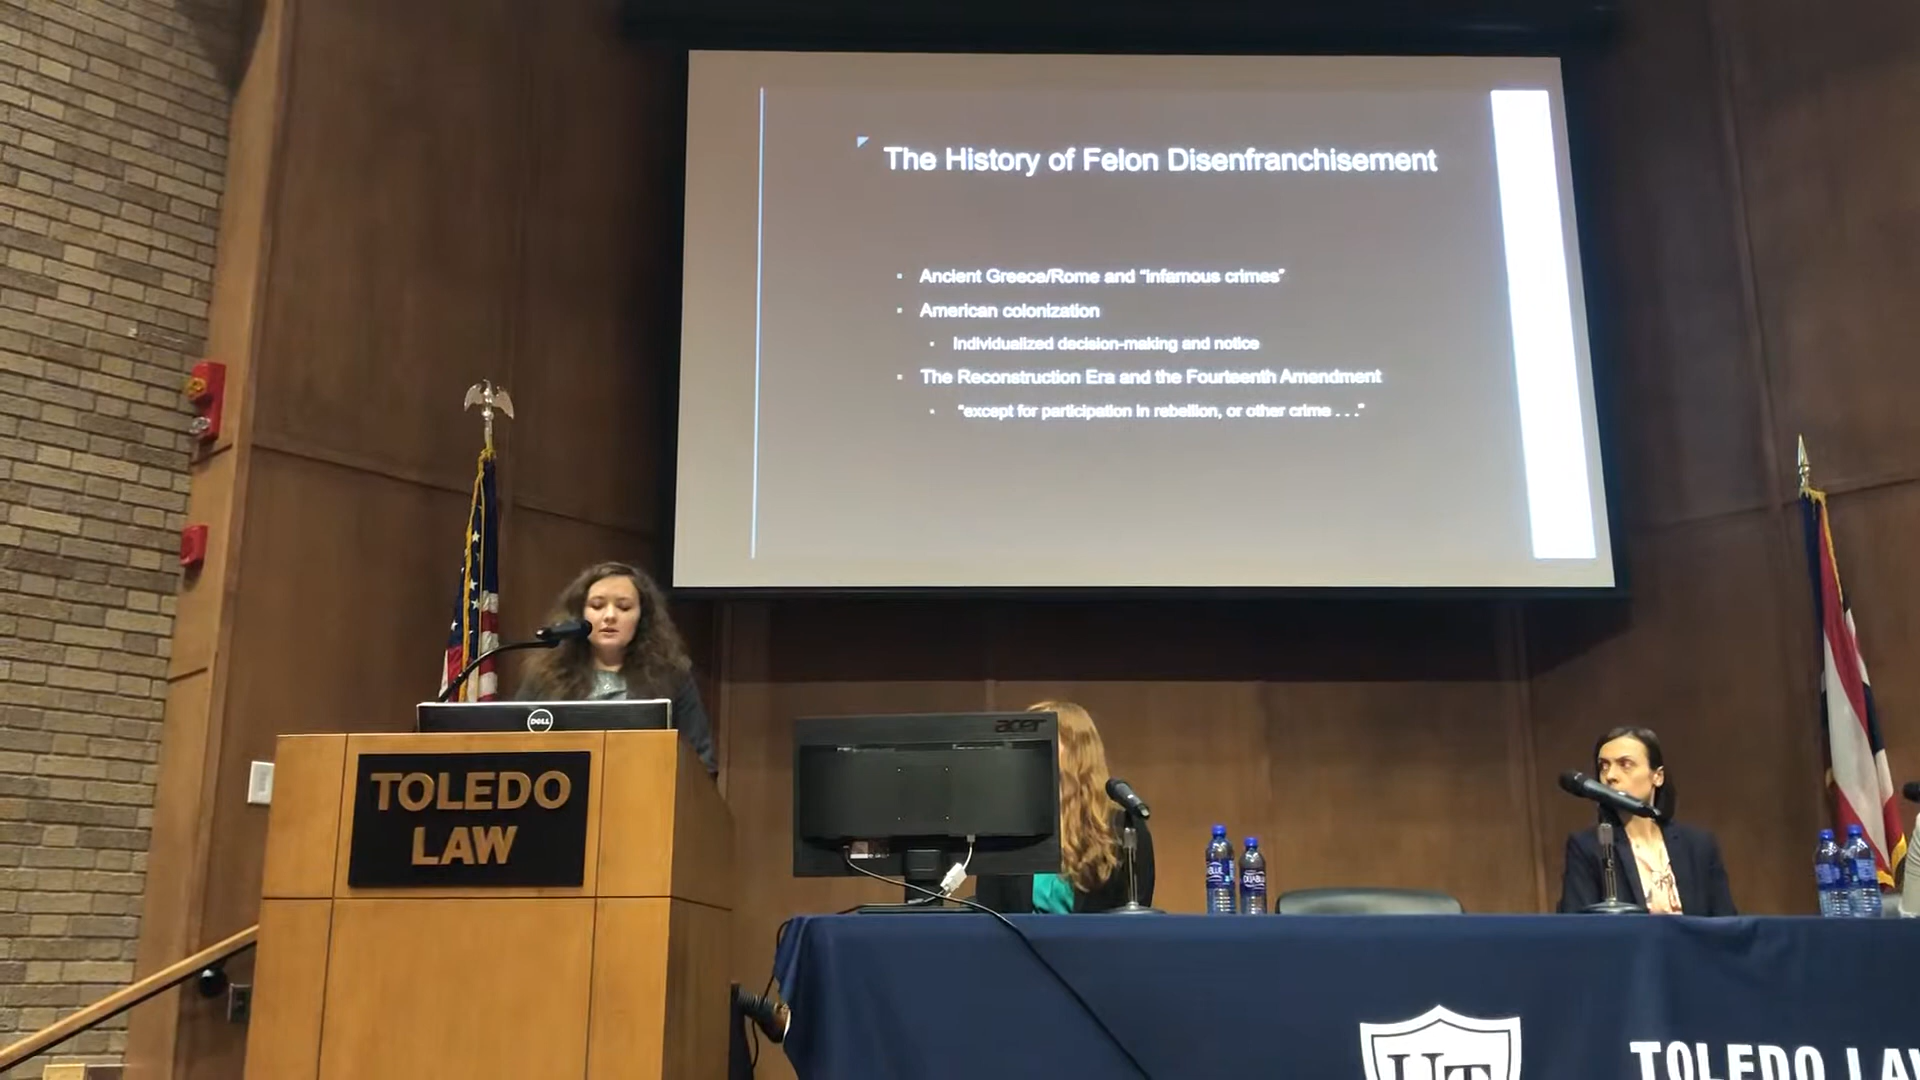 The History of Felon Disenfranchisement
Ancient Greece/Rome and “infamous crimes”
American colonization
Individualized decision-making and notice
The Reconstruction Era and the Fourteenth Amendment
“except for participation in rebellion, or other crime . . .”
DELL
TOLEDO
LAW
acer
UT
TOLEDO LAW